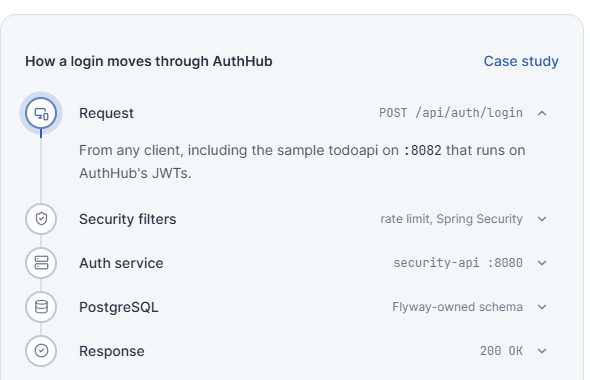 How a login moves through AuthHub Case study
Request POST /api/auth/login
From any client, including the sample todoapi on :8082 that runs on
AuthHub's JWTs.
Security filters rate limit, Spring Security
Auth service security-api :8080
PostgreSQL Flyway-owned schema
Response 200 OK